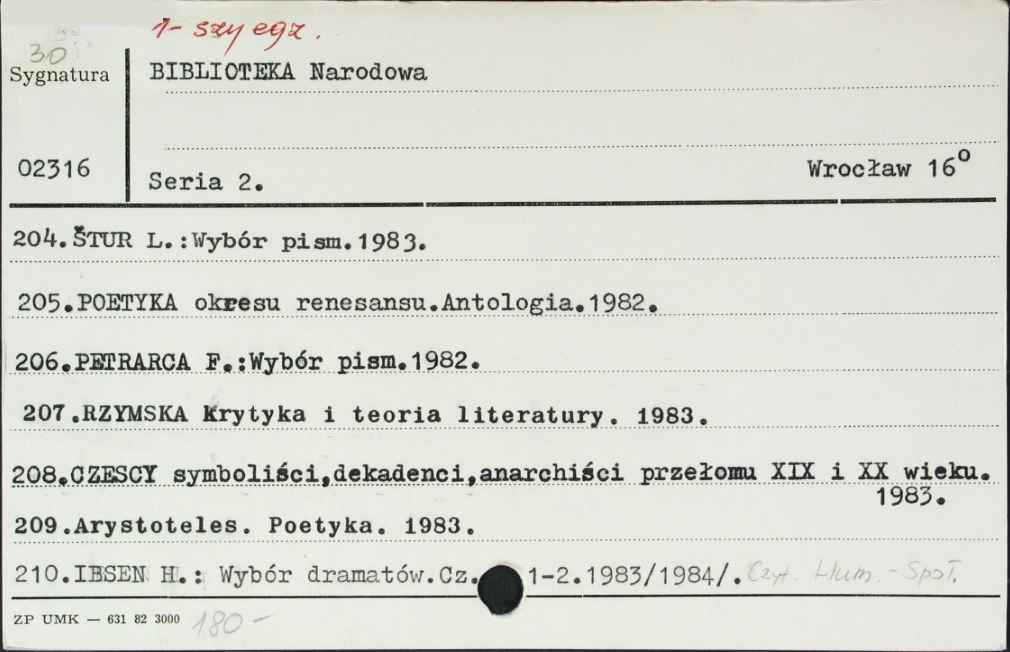 1-szy egz.
30
Sygnatura
BIBLIOTEKA Narodowa
02316
Seria 2.
Wrocław 16°
204.ŠTUR L.:Wybór pism.1983.
205.POETYKA okresu renesansu.Antologia.1982.
206.PETRARCA F.:Wybór pism.1982.
207.RZYMSKA Krytyka i teoria literatury. 1983.
208.CZESCY symboliści,dekadenci,anarchiści przełomu XIX i XX wieku.
1983.
209.Arystoteles. Poetyka. 1983.
210.IBSEN H.: Wybór dramatów.Cz. 1-2.1983/1984/. Czyt. Hum.-Społ.
ZP UMK — 631 82 3000 180-